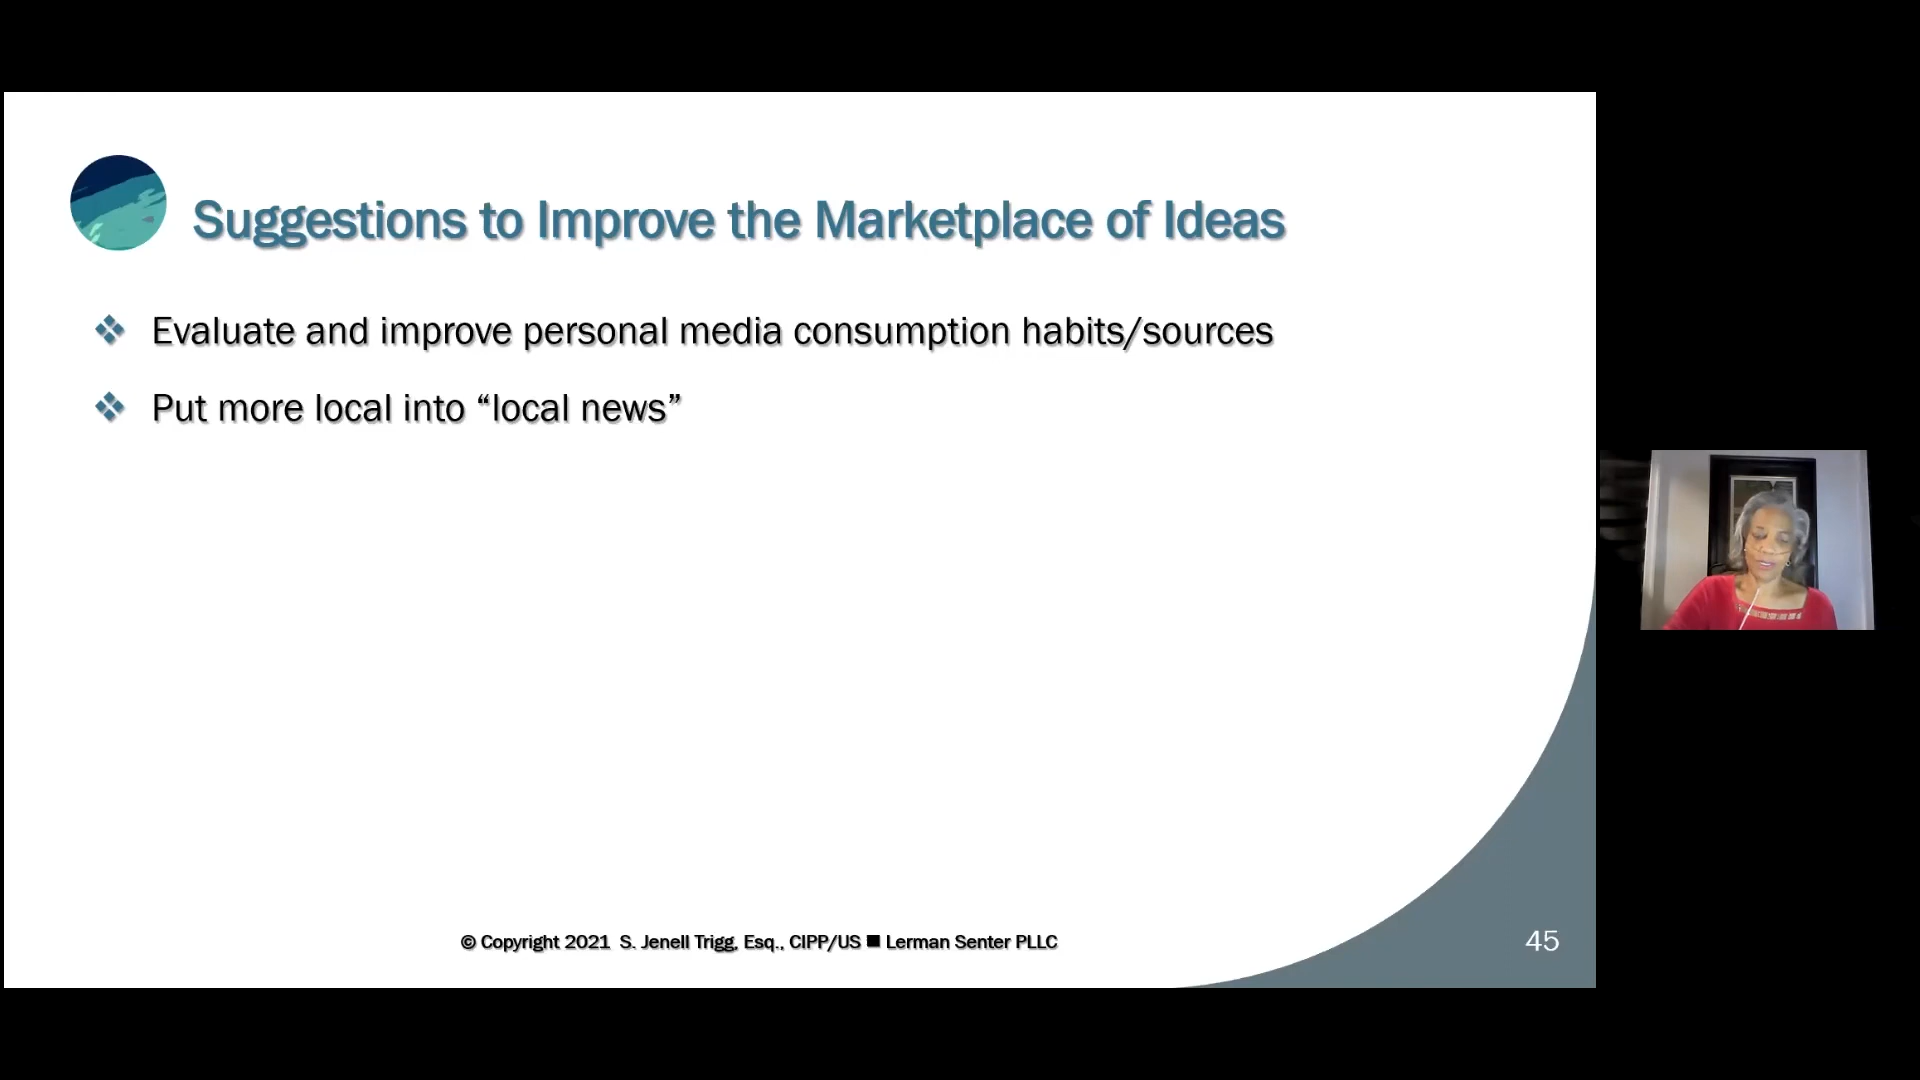 Suggestions to Improve the Marketplace of Ideas
Evaluate and improve personal media consumption habits/sources
Put more local into “local news”
© Copyright 2021 S. Jenell Trigg, Esq., CIPP/US ■ Lerman Senter PLLC
45